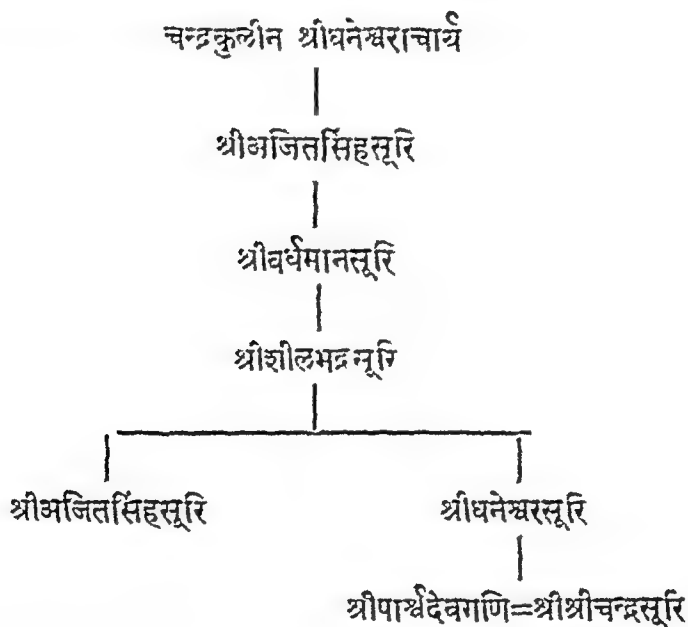 चन्द्रकुलीन श्रीधनेश्वराचार्य
श्रीअजितसिंहसूरि
श्रीवर्धमानसूरि
श्रीशीलभद्रसूरि
श्रीअजितसिंहसूरि श्रीधनेश्वरसूरि
श्रीपार्श्वदेवगणि=श्रीश्रीचन्द्रसूरि